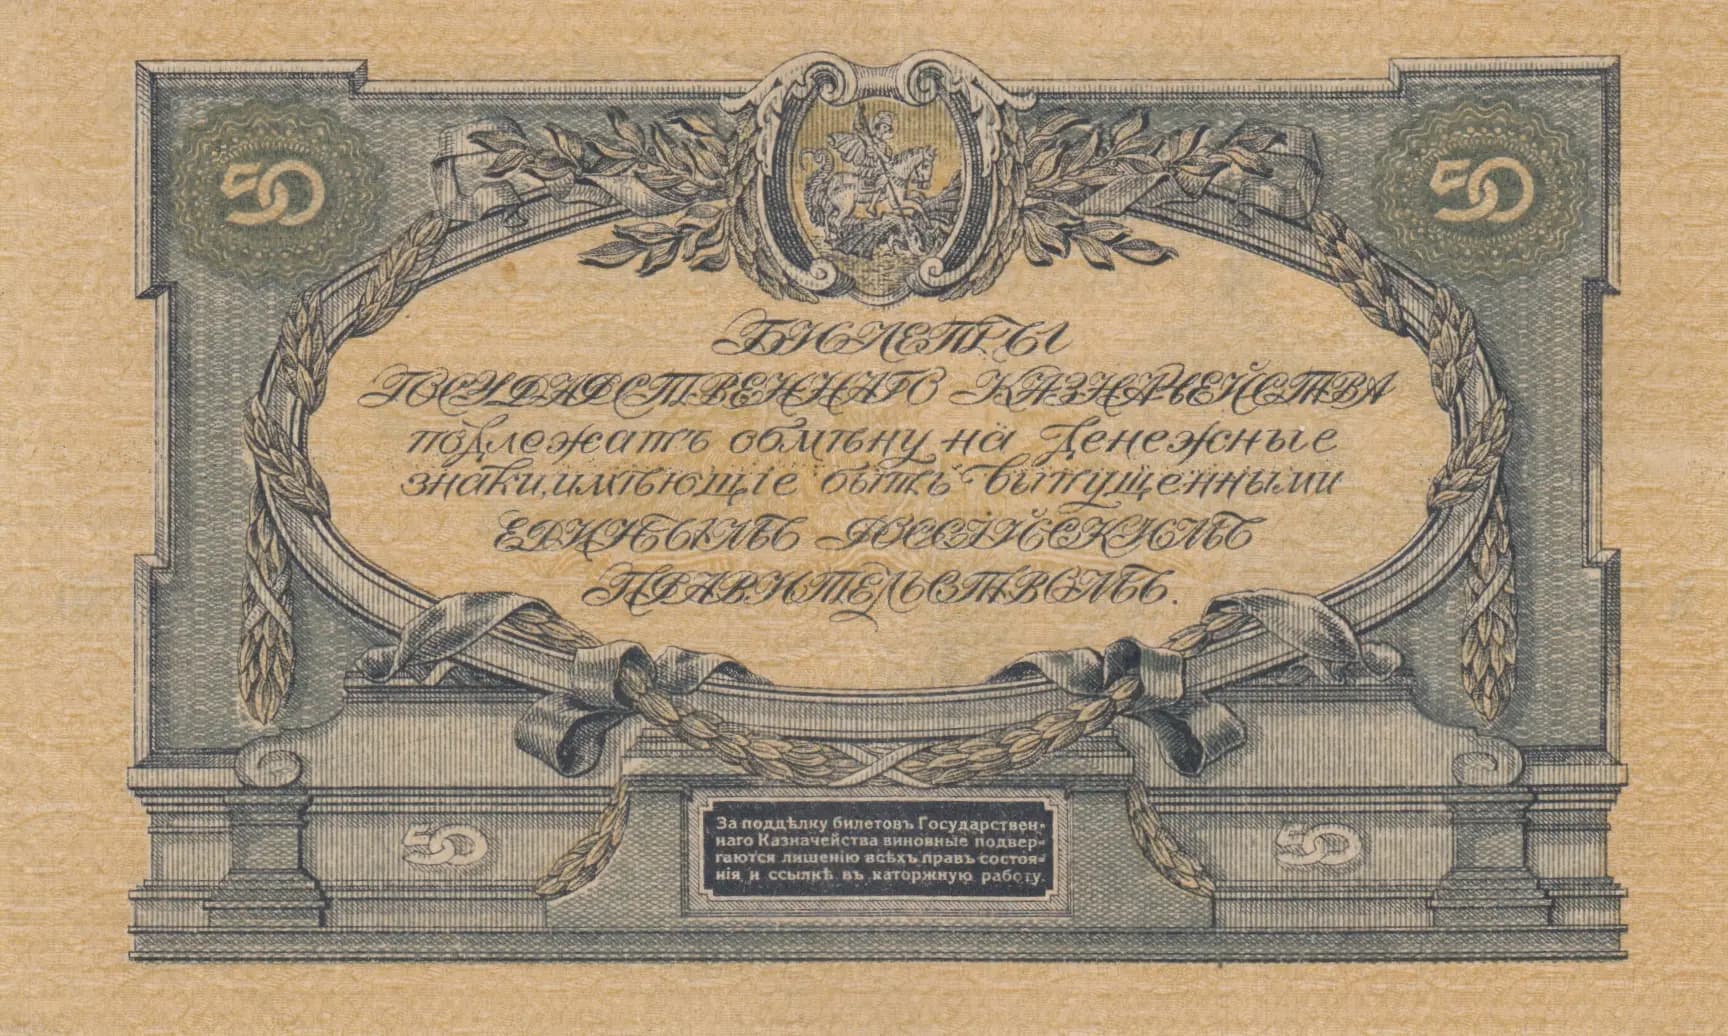 50
50
БИЛЕТЫ
ГОСУДАРСТВЕННАГО КАЗНАЧЕЙСТВА
подлежатъ обмѣну на денежные
знаки, имѣющіе быть выпущенными
ЕДИНЫМЪ РОССІЙСКИМЪ
ПРАВИТЕЛЬСТВОМЪ.
50
50
За поддѣлку билетовъ Государствен-
наго Казначейства виновные подвер-
гаются лишенію всѣхъ правъ состоя-
нія и ссылкѣ въ каторжную работу.